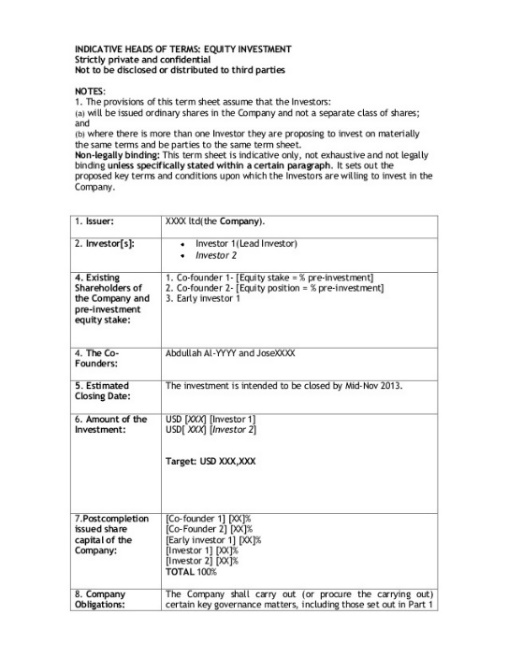 INDICATIVE HEADS OF TERMS: EQUITY INVESTMENT
Strictly private and confidential
Not to be disclosed or distributed to third parties
NOTES:
1. The provisions of this term sheet assume that the Investors:
(a) will be issued ordinary shares in the Company and not a separate class of shares;
and
(b) where there is more than one Investor they are proposing to invest on materially
the same terms and be parties to the same term sheet.
Non-legally binding: This term sheet is indicative only, not exhaustive and not legally
binding unless specifically stated within a certain paragraph. It sets out the
proposed key terms and conditions upon which the Investors are willing to invest in the
Company.
1. Issuer:
XXXX ltd(the Company).
2. Investor[s]:
• Investor 1(Lead Investor)
• Investor 2
4. Existing
Shareholders of
the Company and
pre-investment
equity stake:
1. Co-founder 1- [Equity stake = % pre-investment]
2. Co-founder 2- [Equity position = % pre-investment]
3. Early investor 1
4. The Co-
Founders:
Abdullah Al-YYYY and JoseXXXX
5. Estimated
Closing Date:
The investment is intended to be closed by Mid-Nov 2013.
6. Amount of the
Investment:
USD [XXX] [Investor 1]
USD[ XXX] [Investor 2]
Target: USD XXX,XXX
7.Postcompletion
issued share
capital of the
Company:
[Co-founder 1] [XX]%
[Co-Founder 2] [XX]%
[Early investor 1] [XX]%
[Investor 1] [XX]%
[Investor 2] [XX]%
TOTAL 100%
8. Company
Obligations:
The Company shall carry out (or procure the carrying out)
certain key governance matters, including those set out in Part 1